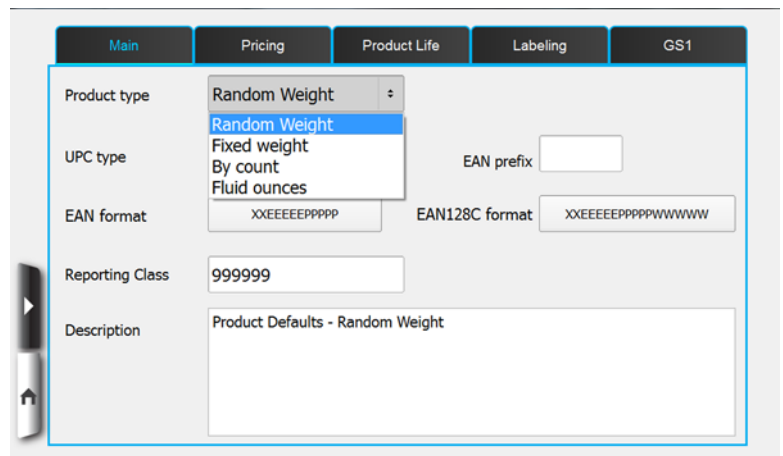 Main Pricing Product Life Labeling GS1
Product type Random Weight
Random Weight
Fixed weight
By count
Fluid ounces
UPC type EAN prefix
EAN format XXEEEEEPPPPP EAN128C format XXEEEEEPPPPPWWWWW
Reporting Class 999999
Description Product Defaults - Random Weight